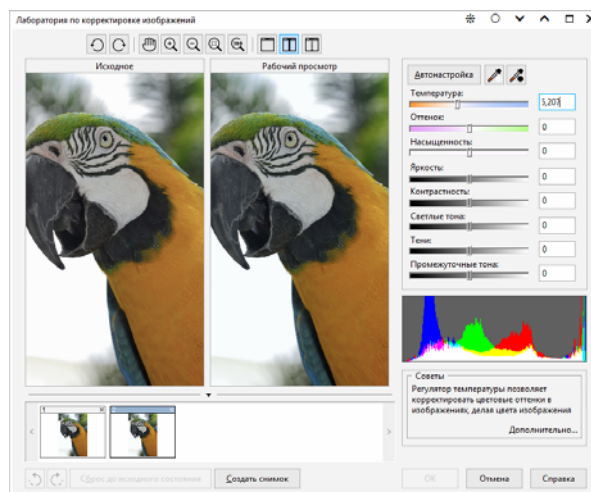 Лаборатория по корректировке изображений
Исходное
Рабочий просмотр
Автонастройка
Температура:
5,207
Оттенок:
0
Насыщенность:
0
Яркость:
0
Контрастность:
0
Светлые тона:
0
Тени:
0
Промежуточные тона:
0
Советы
Регулятор температуры позволяет
корректировать цветовые оттенки в
изображениях, делая цвета изображения
Дополнительно...
1
Сброс до исходного состояния
Создать снимок
ОК
Отмена
Справка